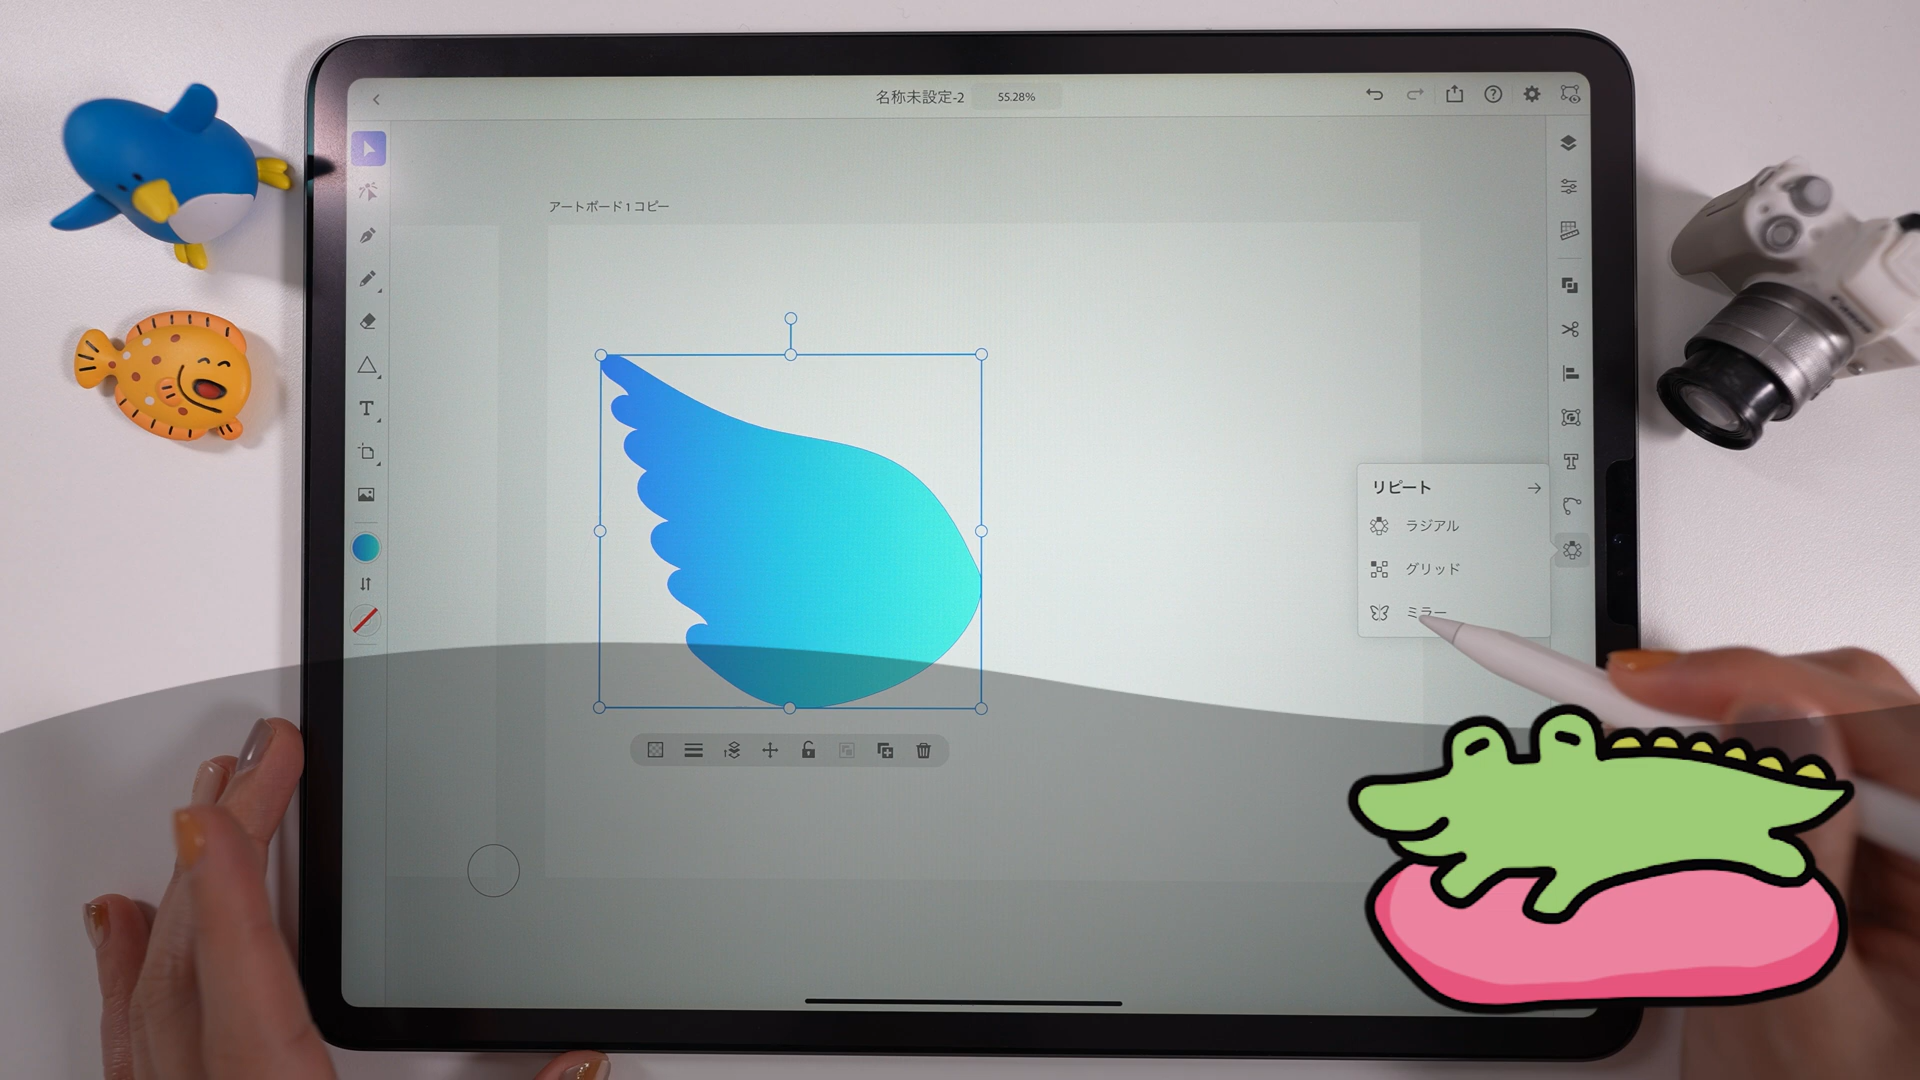 名称未設定-2
55.28%
アートボード1コピー
リピート
ラジアル
グリッド
ミラー
Canon